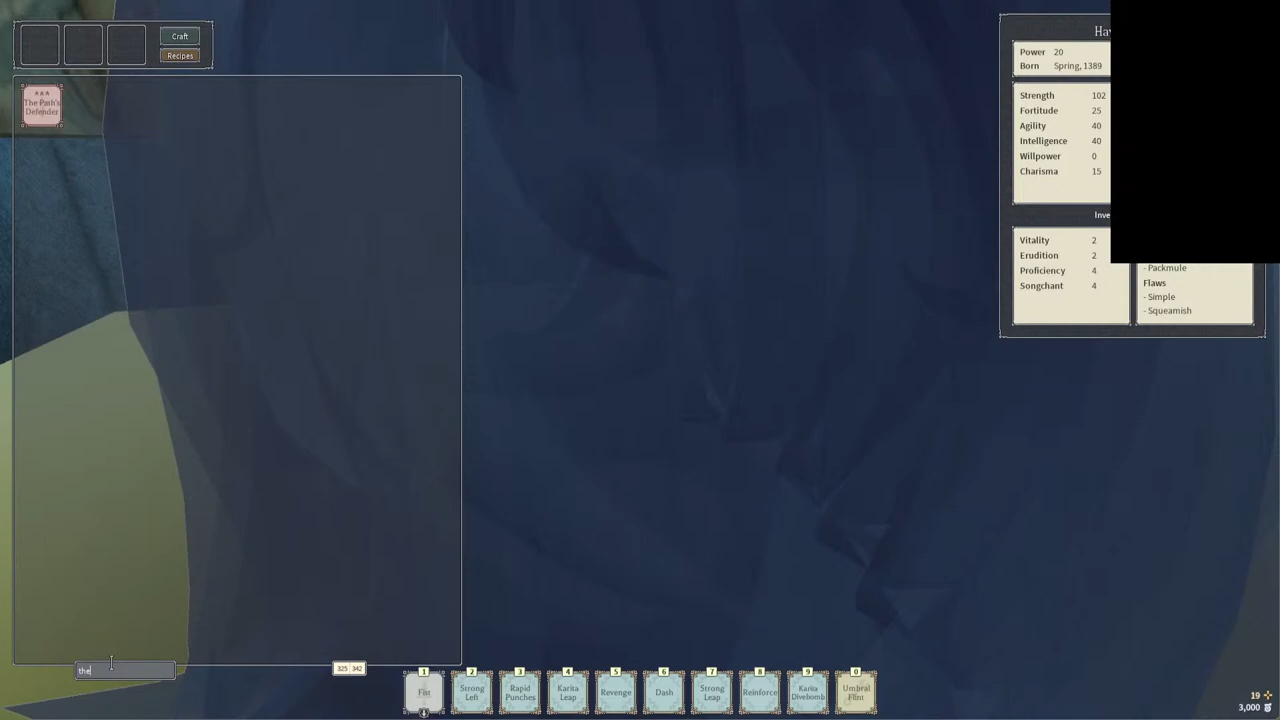 Craft
Recipes
★★★
The Path's
Defender
the
325 342
1
Fist
2
Strong
Left
3
Rapid
Punches
4
Karita
Leap
5
Revenge
6
Dash
7
Strong
Leap
8
Reinforce
9
Karita
Divebomb
0
Umbral
Flint
Power 20
Born Spring, 1389
Strength 102
Fortitude 25
Agility 40
Intelligence 40
Willpower 0
Charisma 15
Vitality 2
Erudition 2
Proficiency 4
Songchant 4
- Packmule
Flaws
- Simple
- Squeamish
19
3,000